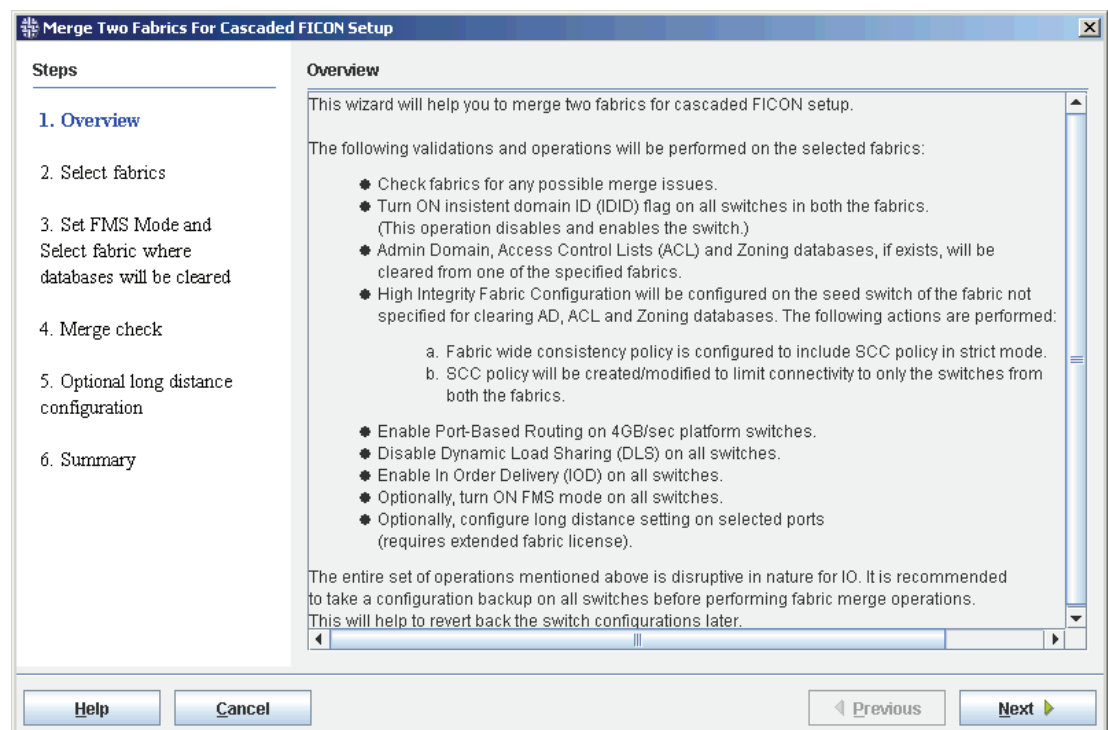 Merge Two Fabrics For Cascaded FICON Setup
Steps
1. Overview
2. Select fabrics
3. Set FMS Mode and
Select fabric where
databases will be cleared
4. Merge check
5. Optional long distance
configuration
6. Summary
Overview
This wizard will help you to merge two fabrics for cascaded FICON setup.
The following validations and operations will be performed on the selected fabrics:
● Check fabrics for any possible merge issues.
● Turn ON insistent domain ID (IDID) flag on all switches in both the fabrics.
(This operation disables and enables the switch.)
● Admin Domain, Access Control Lists (ACL) and Zoning databases, if exists, will be
cleared from one of the specified fabrics.
● High Integrity Fabric Configuration will be configured on the seed switch of the fabric not
specified for clearing AD, ACL and Zoning databases. The following actions are performed:
a. Fabric wide consistency policy is configured to include SCC policy in strict mode.
b. SCC policy will be created/modified to limit connectivity to only the switches from
both the fabrics.
● Enable Port-Based Routing on 4GB/sec platform switches.
● Disable Dynamic Load Sharing (DLS) on all switches.
● Enable In Order Delivery (IOD) on all switches.
● Optionally, turn ON FMS mode on all switches.
● Optionally, configure long distance setting on selected ports
(requires extended fabric license).
The entire set of operations mentioned above is disruptive in nature for IO. It is recommended
to take a configuration backup on all switches before performing fabric merge operations.
This will help to revert back the switch configurations later.
Help
Cancel
Previous
Next